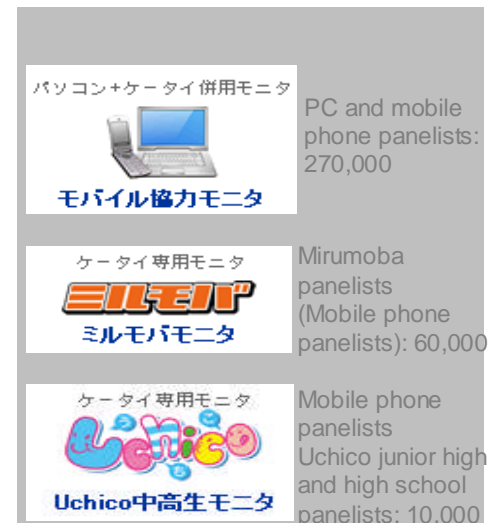 パソコン+ケータイ併用モニタ
モバイル協力モニタ
PC and mobile
phone panelists:
270,000
ケータイ専用モニタ
ミルモバ
ミルモバモニタ
Mirumoba
panelists
(Mobile phone
panelists): 60,000
ケータイ専用モニタ
Uchico
Uchico中高生モニタ
Mobile phone
panelists
Uchico junior high
and high school
panelists: 10,000